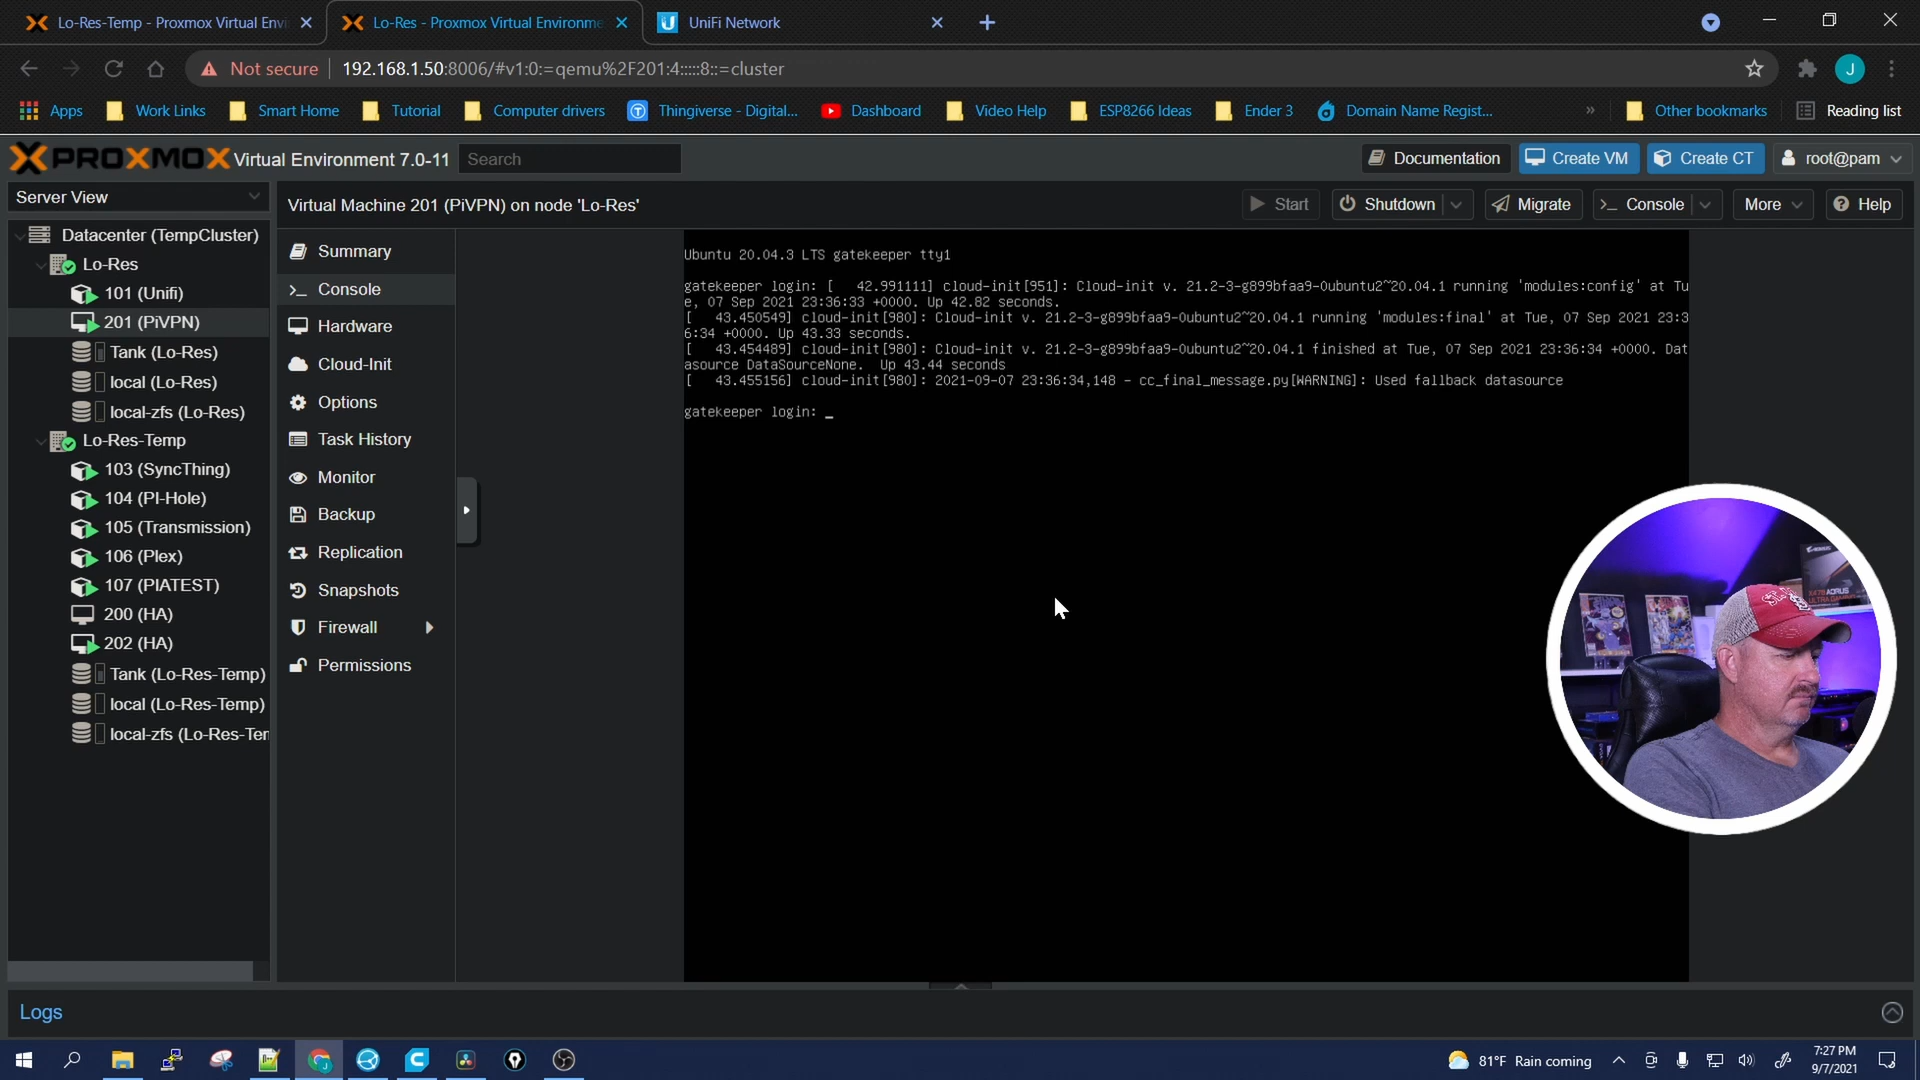 Lo-Res-Temp - Proxmox Virtual Envi
Lo-Res - Proxmox Virtual Environme
UniFi Network
Not secure
192.168.1.50:8006/#v1:0:=qemu%2F201:4:::::8::=cluster
J
Apps
Work Links
Smart Home
Tutorial
Computer drivers
Thingiverse - Digital...
Dashboard
Video Help
ESP8266 Ideas
Ender 3
Domain Name Regist...
»
Other bookmarks
Reading list
PROXMOX Virtual Environment 7.0-11
Search
Documentation
Create VM
Create CT
root@pam
Server View
Virtual Machine 201 (PiVPN) on node 'Lo-Res'
Start
Shutdown
Migrate
Console
More
Help
Datacenter (TempCluster)
Lo-Res
101 (Unifi)
201 (PiVPN)
Tank (Lo-Res)
local (Lo-Res)
local-zfs (Lo-Res)
Lo-Res-Temp
103 (SyncThing)
104 (PI-Hole)
105 (Transmission)
106 (Plex)
107 (PIATEST)
200 (HA)
202 (HA)
Tank (Lo-Res-Temp)
local (Lo-Res-Temp)
local-zfs (Lo-Res-Ter
Summary
Console
Hardware
Cloud-Init
Options
Task History
Monitor
Backup
Replication
Snapshots
Firewall
Permissions
Ubuntu 20.04.3 LTS gatekeeper tty1
gatekeeper login: [   42.991111] cloud-init[951]: Cloud-init v. 21.2-3-g899bfaa9-0ubuntu2~20.04.1 running 'modules:config' at Tu
e, 07 Sep 2021 23:36:33 +0000. Up 42.82 seconds.
[   43.450549] cloud-init[980]: Cloud-init v. 21.2-3-g899bfaa9-0ubuntu2~20.04.1 running 'modules:final' at Tue, 07 Sep 2021 23:3
6:34 +0000. Up 43.33 seconds.
[   43.454489] cloud-init[980]: Cloud-init v. 21.2-3-g899bfaa9-0ubuntu2~20.04.1 finished at Tue, 07 Sep 2021 23:36:34 +0000. Dat
asource DataSourceNone.  Up 43.44 seconds
[   43.455156] cloud-init[980]: 2021-09-07 23:36:34,148 - cc_final_message.py[WARNING]: Used fallback datasource
gatekeeper login: _
Logs
81°F Rain coming
7:27 PM
9/7/2021